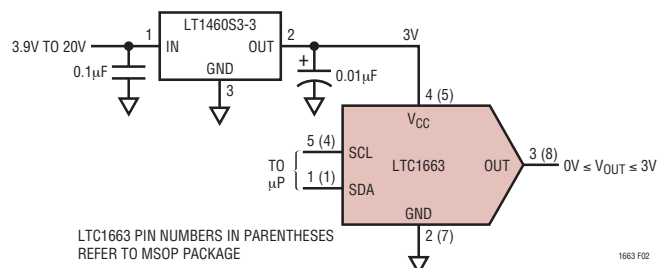 LT1460S3-3
3.9V TO 20V
1
IN
OUT
2
3V
GND
3
0.1µF
+
0.01µF
4 (5)
VCC
TO
µP
5 (4)
SCL
1 (1)
SDA
LTC1663
OUT
3 (8)
0V ≤ VOUT ≤ 3V
GND
2 (7)
LTC1663 PIN NUMBERS IN PARENTHESES
REFER TO MSOP PACKAGE
1663 F02